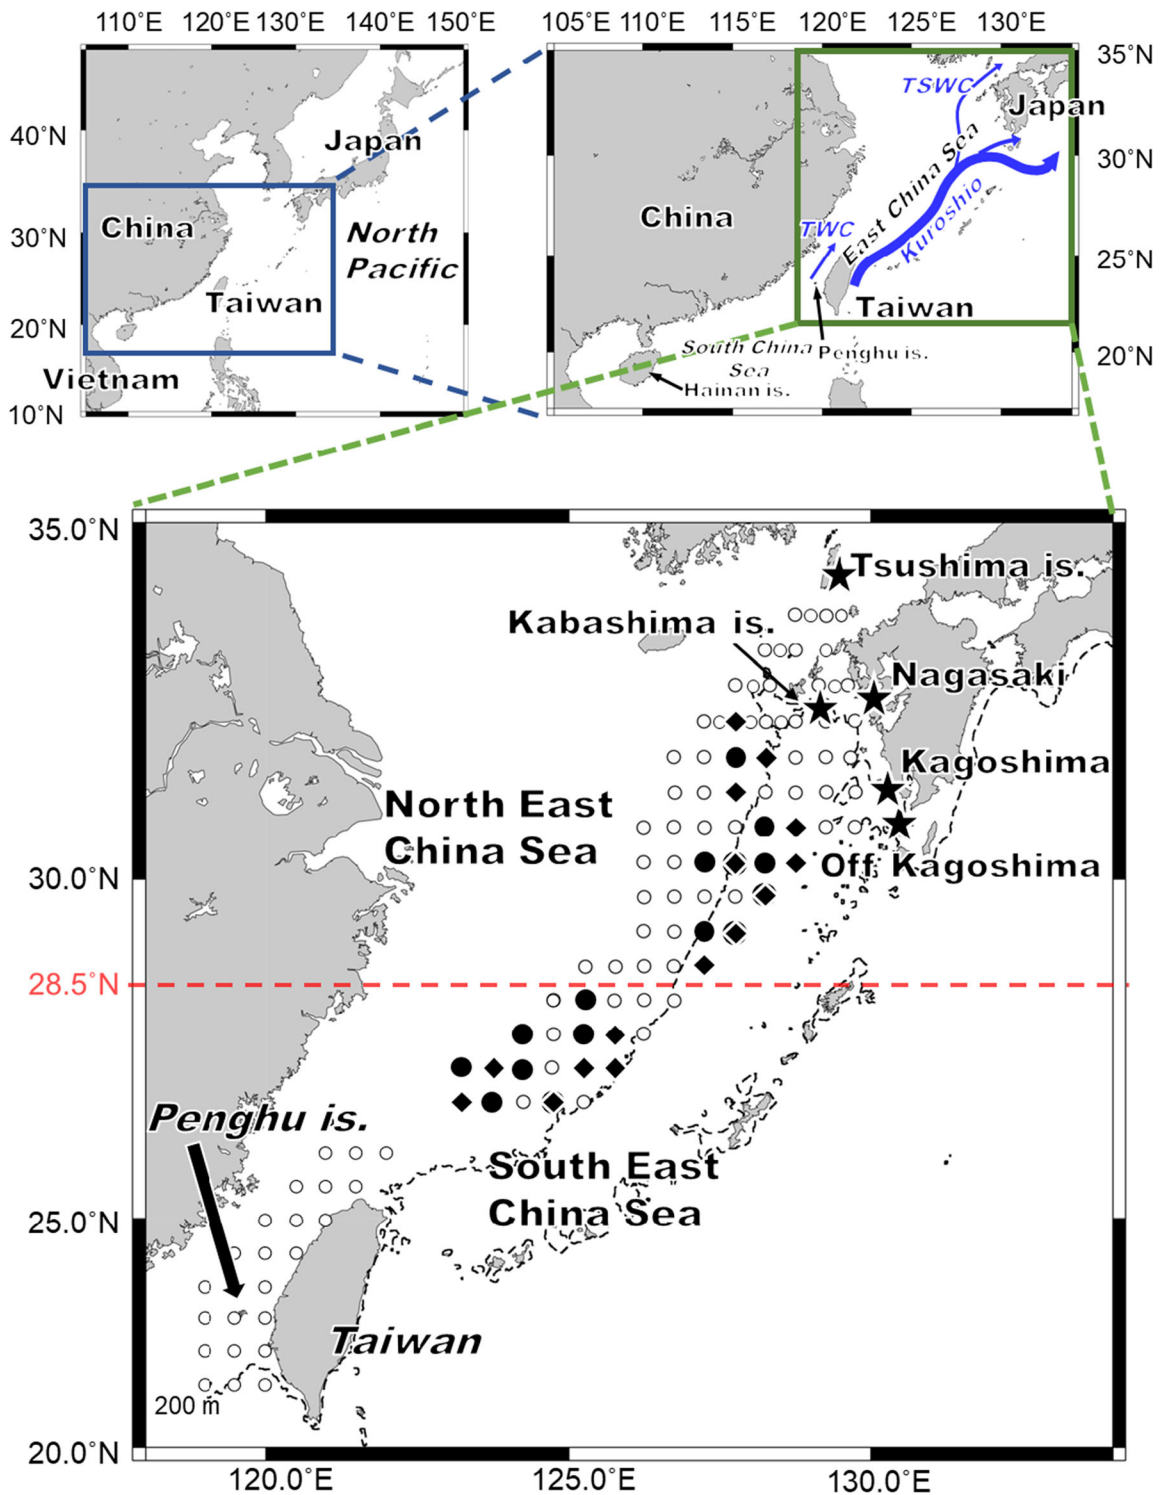 110°E 120°E 130°E 140°E 150°E
40°N
30°N
20°N
10°N
Japan
China
North
Pacific
Taiwan
Vietnam
105°E 110°E 115°E 120°E 125°E 130°E
35°N
30°N
25°N
20°N
TSWC
Japan
East China Sea
China
TWC
Kuroshio
Taiwan
South China
Sea
Penghu is.
Hainan is.
35.0°N
Tsushima is.
Kabashima is.
Nagasaki
Kagoshima
North East
China Sea
Off Kagoshima
30.0°N
28.5°N
Penghu is.
South East
China Sea
25.0°N
Taiwan
200 m
20.0°N
120.0°E 125.0°E 130.0°E